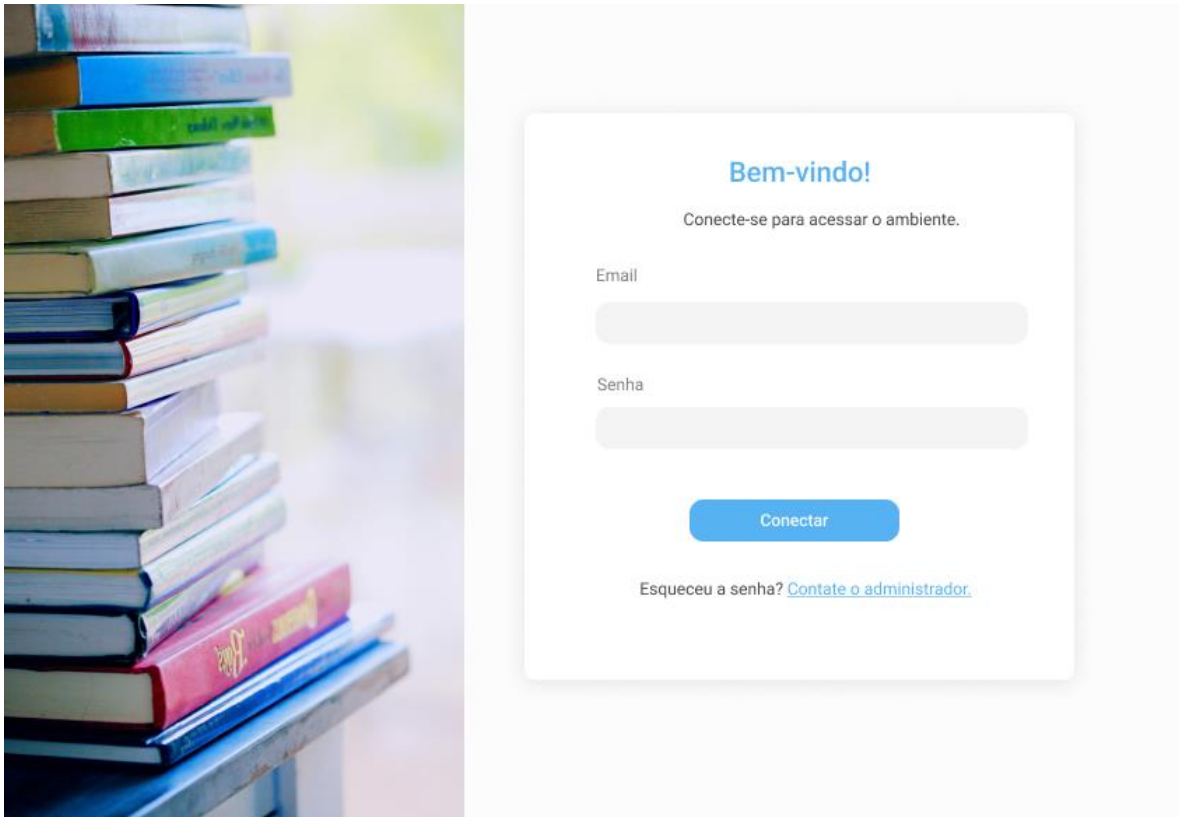 Bem-vindo!
Conecte-se para acessar o ambiente.
Email
Senha
Conectar
Esqueceu a senha? Contate o administrador.